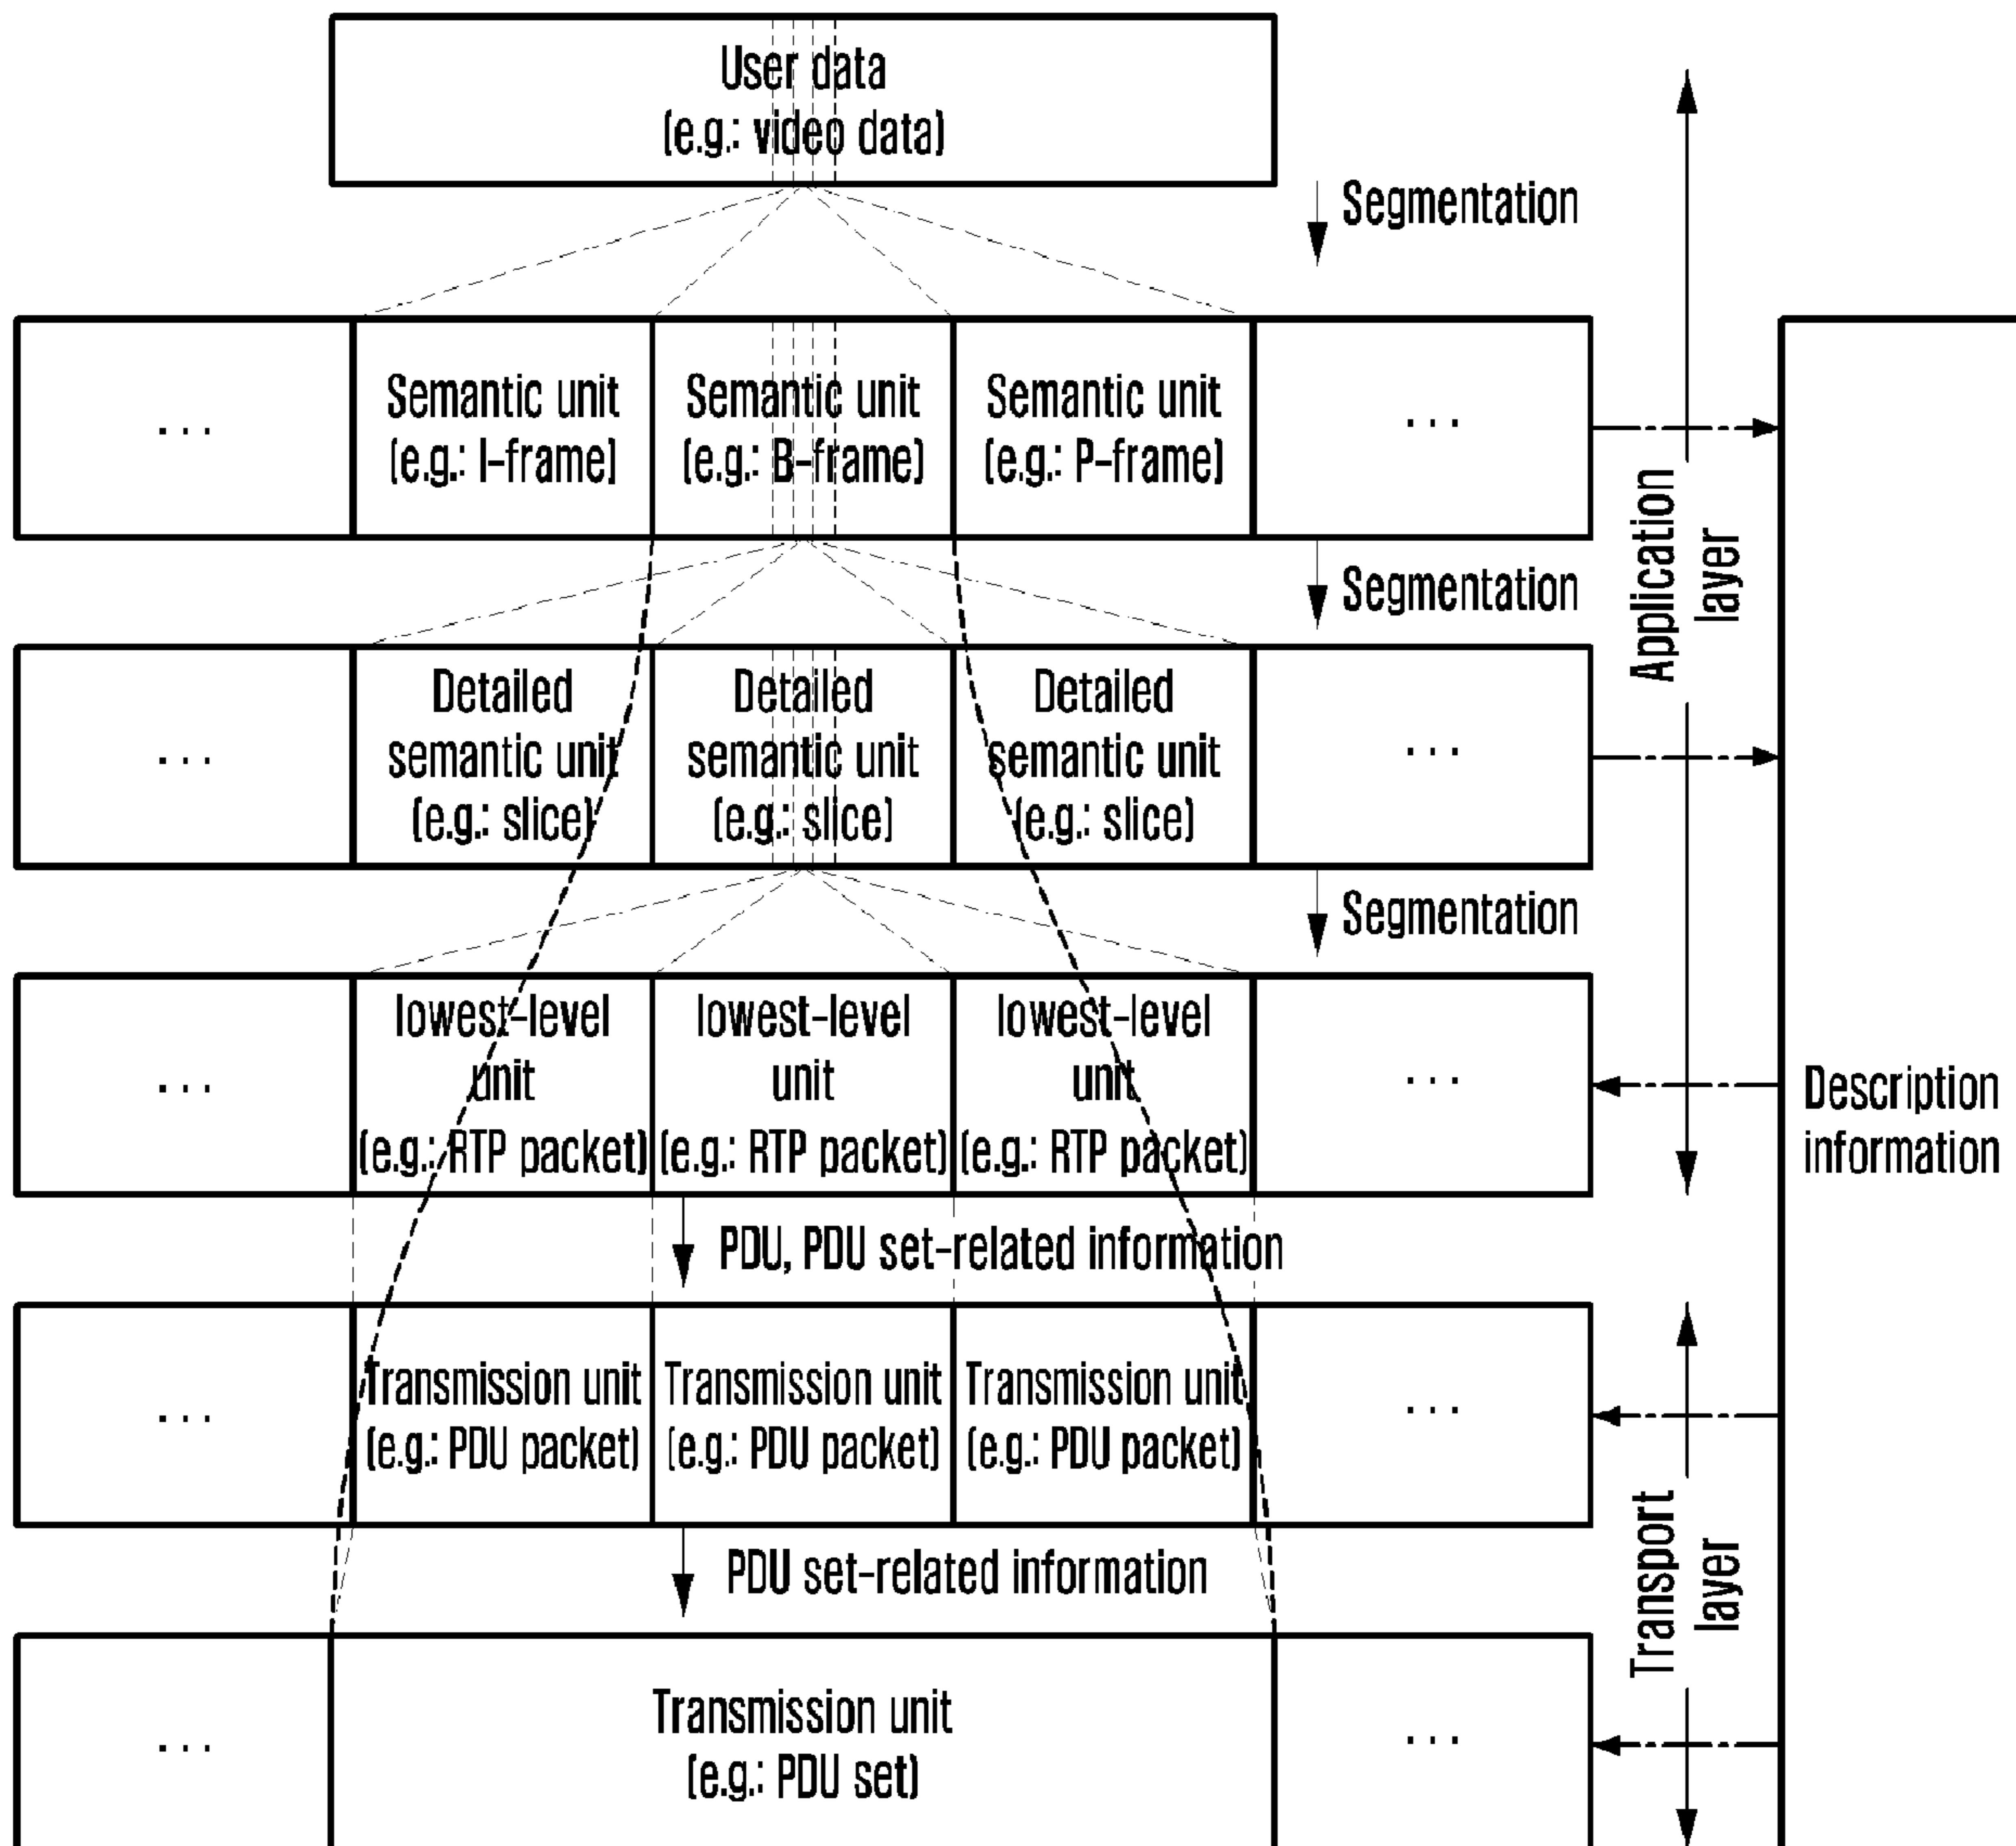 User data
(e.g.: video data)
Segmentation
... Semantic unit Semantic unit Semantic unit ...
(e.g.: I-frame) (e.g.: B-frame) (e.g.: P-frame)
Segmentation
Application
layer
Detailed Detailed Detailed
... semantic unit semantic unit semantic unit ...
(e.g.: slice) (e.g.: slice) (e.g.: slice)
Segmentation
lowest-level lowest-level lowest-level
... unit unit unit ...
(e.g.: RTP packet) (e.g.: RTP packet) (e.g.: RTP packet)
Description
information
PDU, PDU set-related information
... Transmission unit Transmission unit Transmission unit ...
(e.g.: PDU packet) (e.g.: PDU packet) (e.g.: PDU packet)
PDU set-related information
Transport
layer
... Transmission unit ...
(e.g.: PDU set)